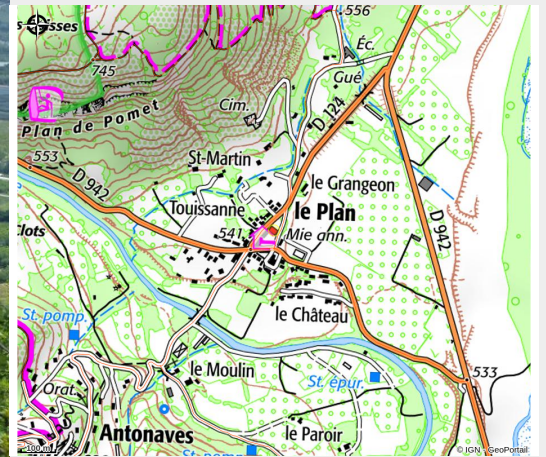 556
Éc.
745
Gué
Cim.
Plan de Pomet
D 124
553
St-Martin
D 942
le Grangeon
Touissanne
le Plan
541
Mie ann.
D 942
Clots
St. pomp.
le Château
533
le Moulin
St. épur.
Orat.
Antonaves
le Paroir
100 m
© IGN - GeoPortail